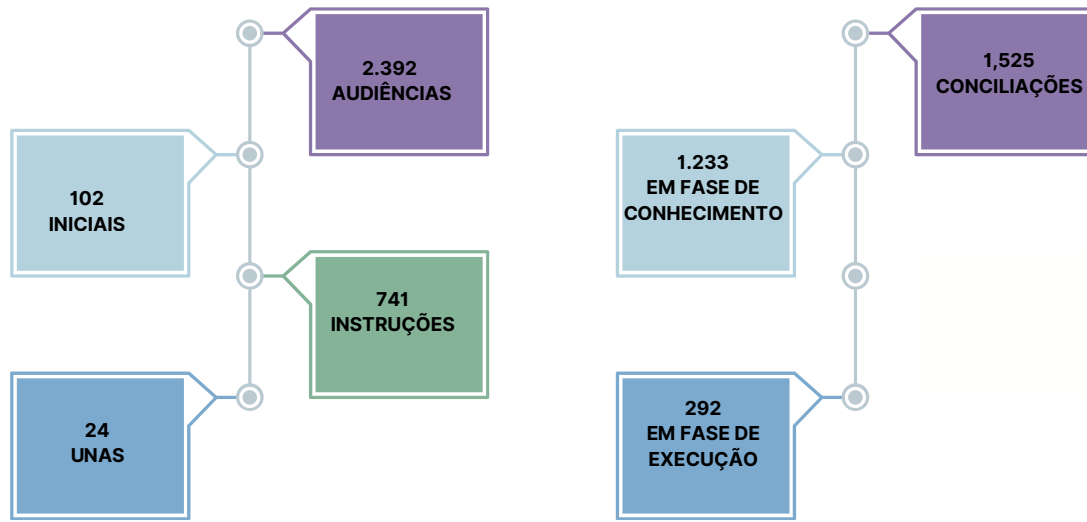 2.392
AUDIÊNCIAS
102
INICIAIS
741
INSTRUÇÕES
24
UNAS
1,525
CONCILIAÇÕES
1.233
EM FASE DE
CONHECIMENTO
292
EM FASE DE
EXECUÇÃO